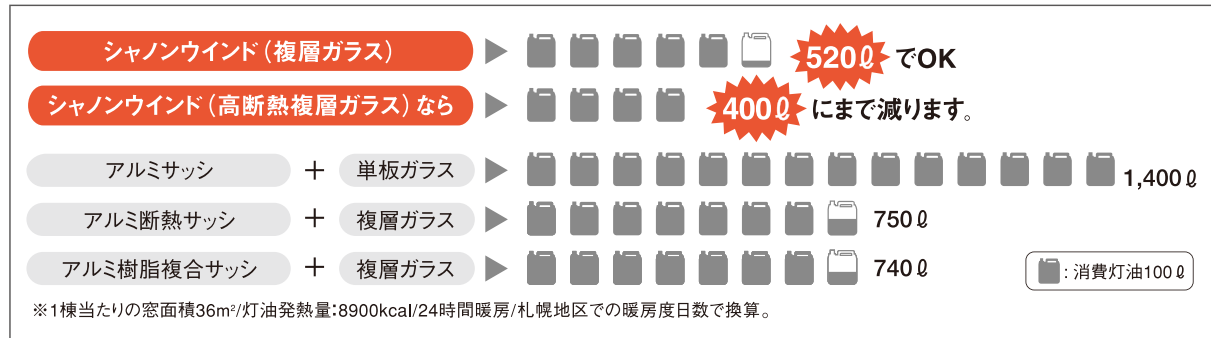 シャノンウインド(複層ガラス) 520ℓ でOK
シャノンウインド(高断熱複層ガラス)なら 400ℓ にまで減ります。
アルミサッシ + 単板ガラス 1,400ℓ
アルミ断熱サッシ + 複層ガラス 750ℓ
アルミ樹脂複合サッシ + 複層ガラス 740ℓ
:消費灯油100ℓ
※1棟当たりの窓面積36m²/灯油発熱量:8900kcal/24時間暖房/札幌地区での暖房度日数で換算。